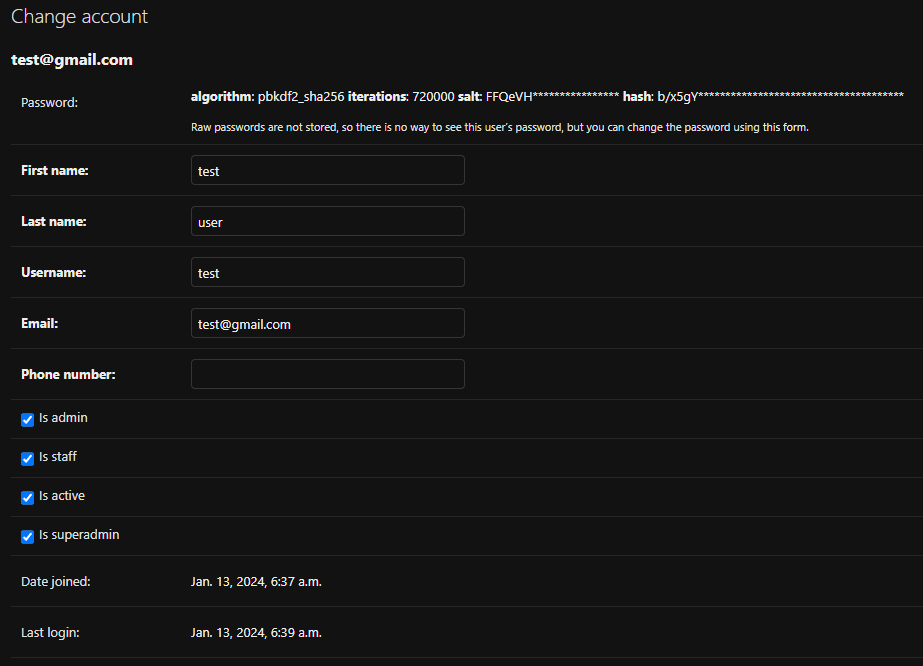 Change account
test@gmail.com
Password:
algorithm: pbkdf2_sha256 iterations: 720000 salt: FFQeVH**************** hash: b/x5gY**************************************
Raw passwords are not stored, so there is no way to see this user's password, but you can change the password using this form.
First name: test
Last name: user
Username: test
Email: test@gmail.com
Phone number:
Is admin
Is staff
Is active
Is superadmin
Date joined: Jan. 13, 2024, 6:37 a.m.
Last login: Jan. 13, 2024, 6:39 a.m.